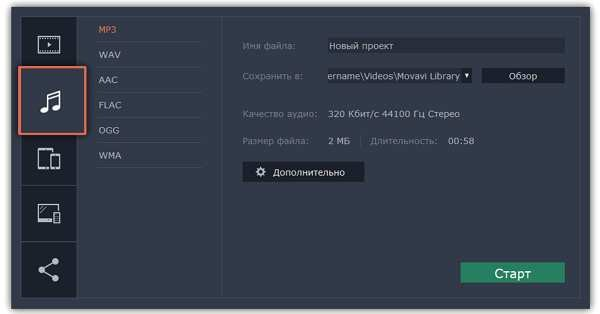 MP3
WAV
AAC
FLAC
OGG
WMA
Имя файла: Новый проект
Сохранить в: ername\Videos\Movavi Library Обзор
Качество аудио: 320 Кбит/с 44100 Гц Стерео
Размер файла: 2 МБ Длительность: 00:58
Дополнительно
Старт